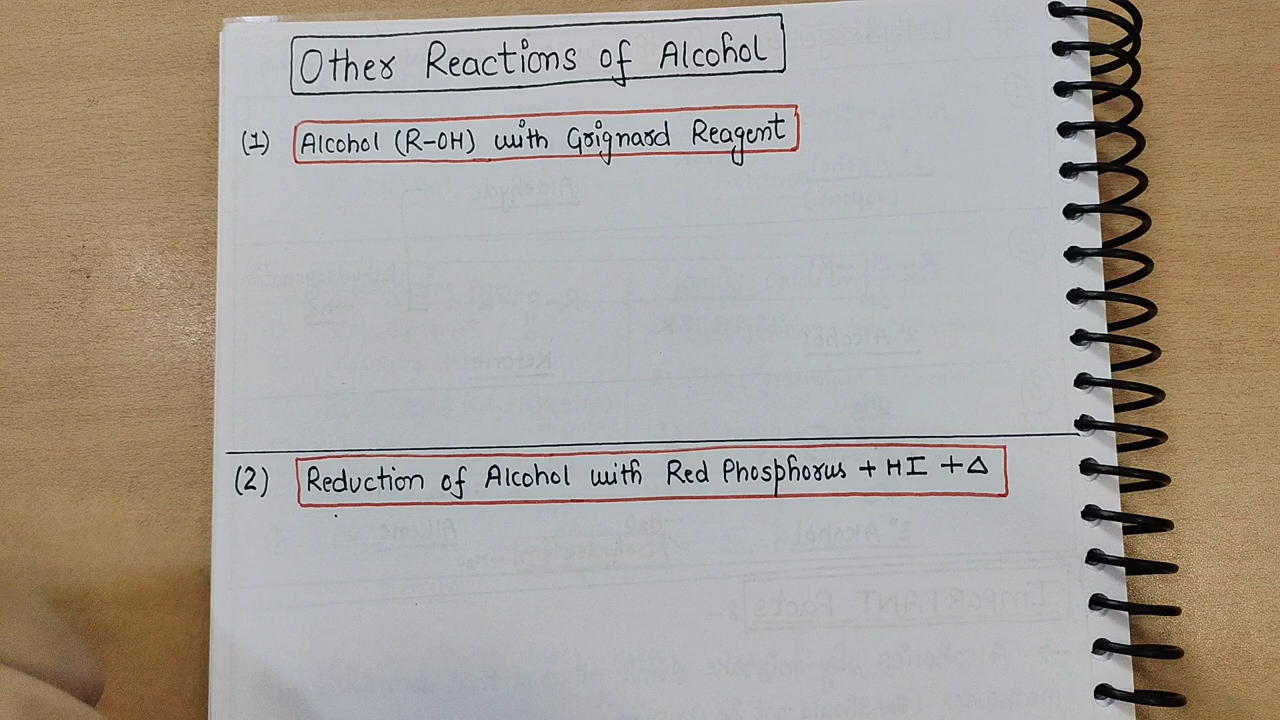 Other Reactions of Alcohol
(1) Alcohol (R-OH) with Grignard Reagent
(2) Reduction of Alcohol with Red Phosphorus + HI + Δ